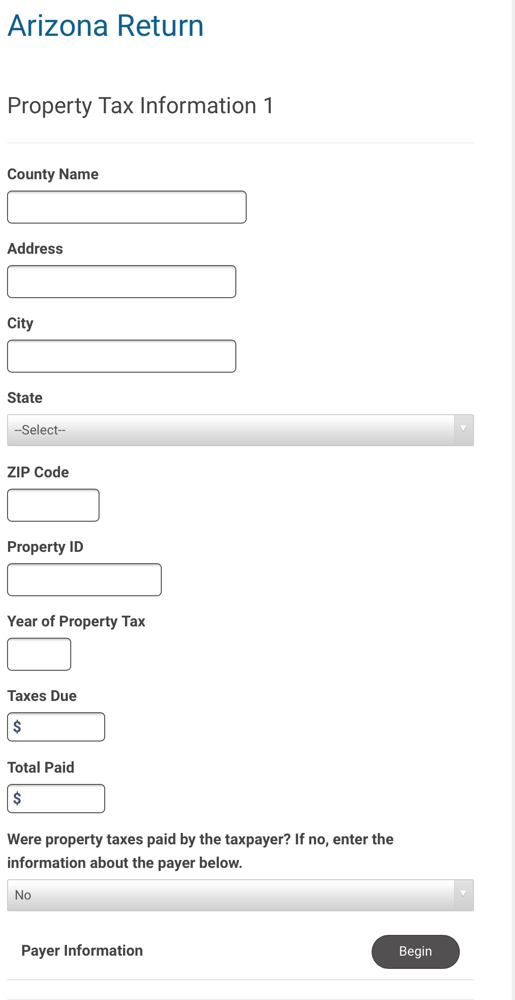 Arizona Return
Property Tax Information 1
County Name
Address
City
State
--Select--
ZIP Code
Property ID
Year of Property Tax
Taxes Due
$
Total Paid
$
Were property taxes paid by the taxpayer? If no, enter the
information about the payer below.
No
Payer Information
Begin